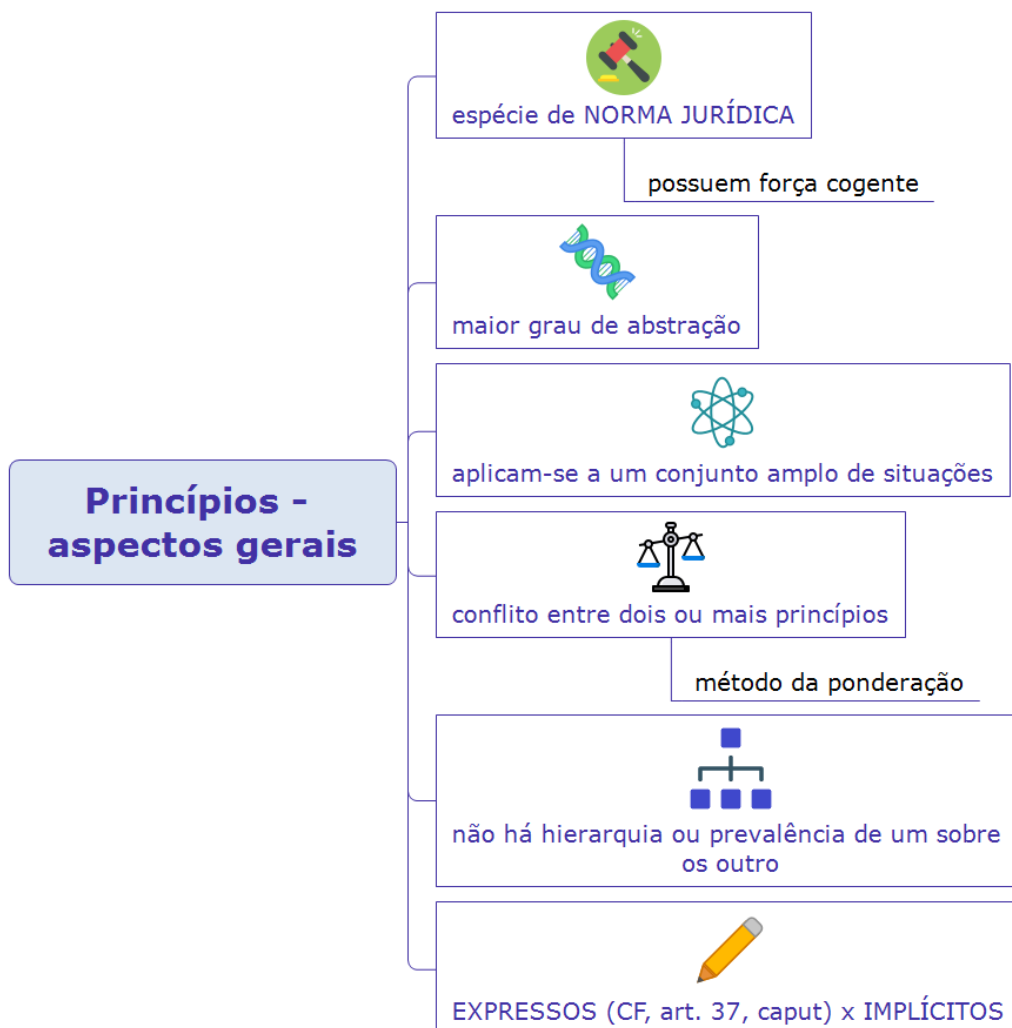 espécie de NORMA JURÍDICA
possuem força cogente
maior grau de abstração
aplicam-se a um conjunto amplo de situações
Princípios -
aspectos gerais
conflito entre dois ou mais princípios
método da ponderação
não há hierarquia ou prevalência de um sobre
os outro
EXPRESSOS (CF, art. 37, caput) x IMPLÍCITOS